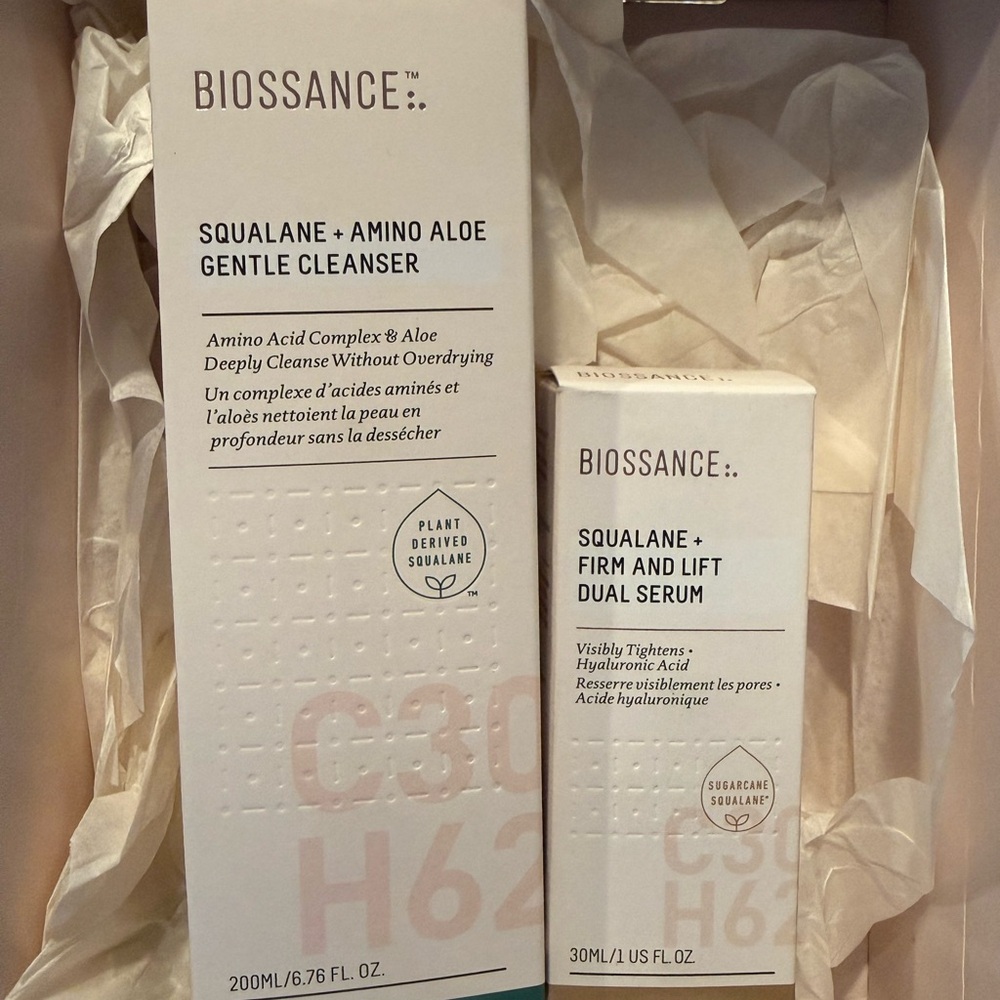 BIOSSANCE™:.
SQUALANE + AMINO ALOE
GENTLE CLEANSER
Amino Acid Complex & Aloe
Deeply Cleanse Without Overdrying
Un complexe d'acides aminés et
l'aloès nettoient la peau en
profondeur sans la dessécher
PLANT
DERIVED
SQUALANE
™
C30
H62
200ML/6.76 FL. OZ.
BIOSSANCE:.
BIOSSANCE:.
SQUALANE +
FIRM AND LIFT
DUAL SERUM
Visibly Tightens •
Hyaluronic Acid
Resserre visiblement les pores •
Acide hyaluronique
SUGARCANE
SQUALANE™
C30
H62
30ML/1 US FL. OZ.